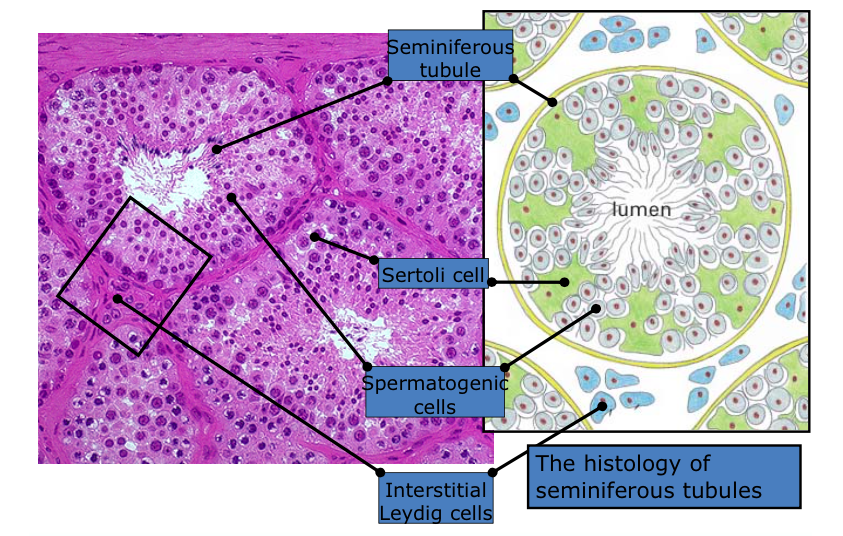 Seminiferous
tubule
lumen
Sertoli cell
Spermatogenic
cells
Interstitial
Leydig cells
The histology of
seminiferous tubules